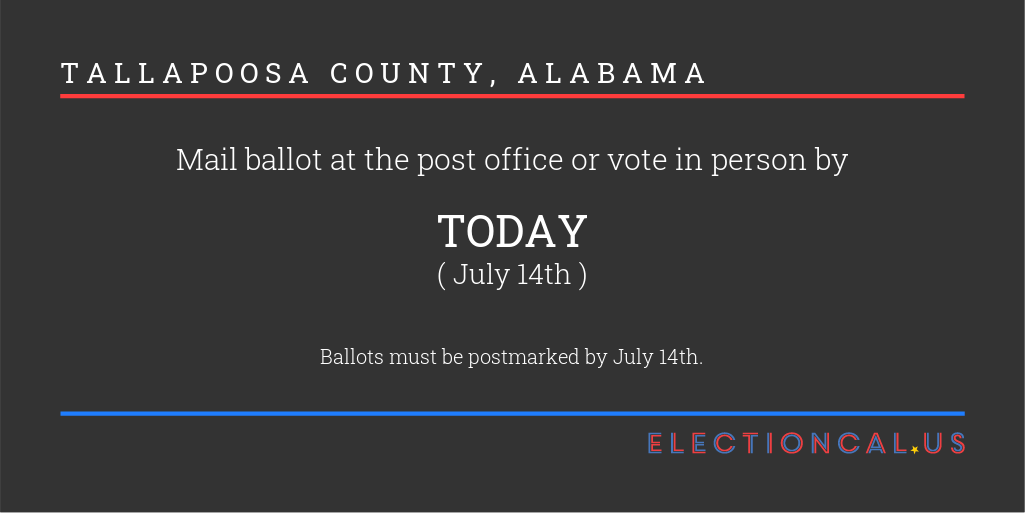 TALLAPOOSA COUNTY, ALABAMA
Mail ballot at the post office or vote in person by
TODAY
( July 14th )
Ballots must be postmarked by July 14th.
ELECTIONCAL.US